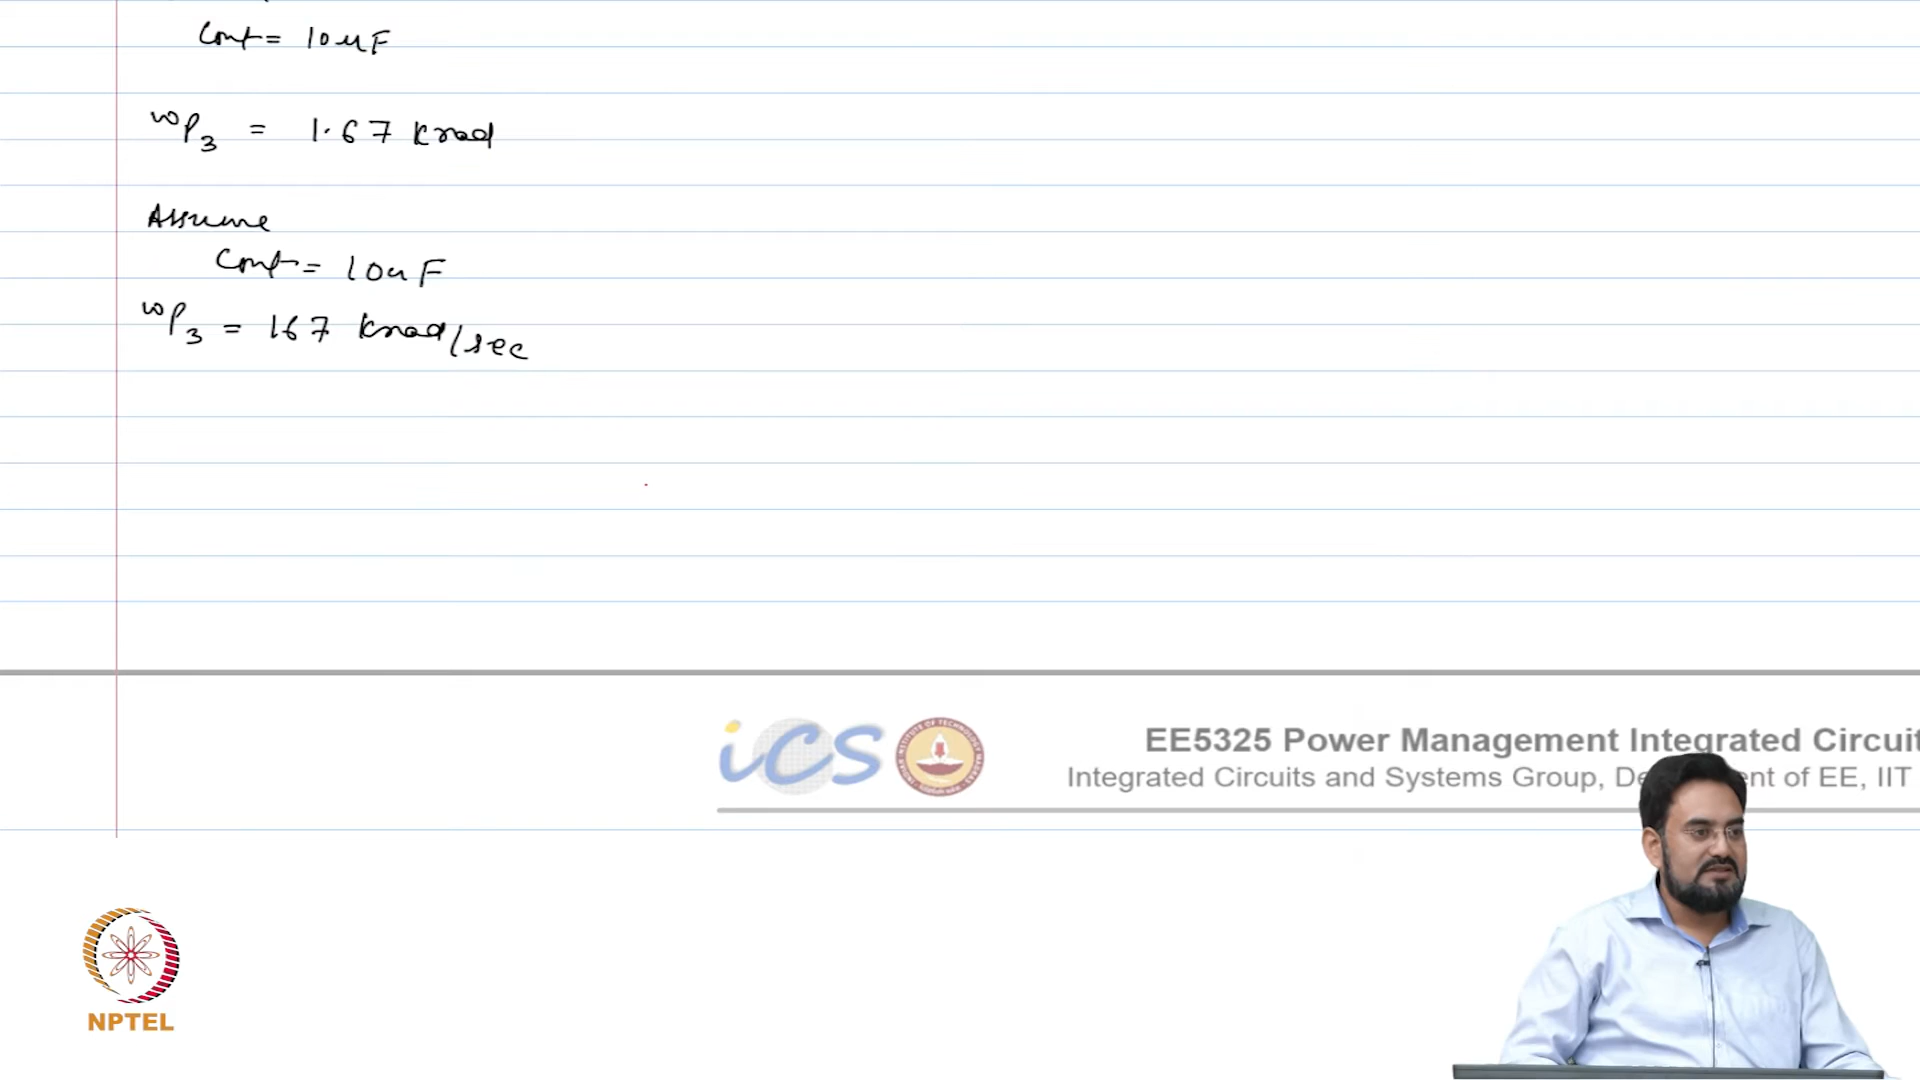 Cout = 10uF
ωp3 = 1.67 Krad
Assume
Cout = 10uF
ωp3 = 167 Krad/sec
ics
EE5325 Power Management Integrated Circuit
Integrated Circuits and Systems Group, De ent of EE, IIT
NPTEL